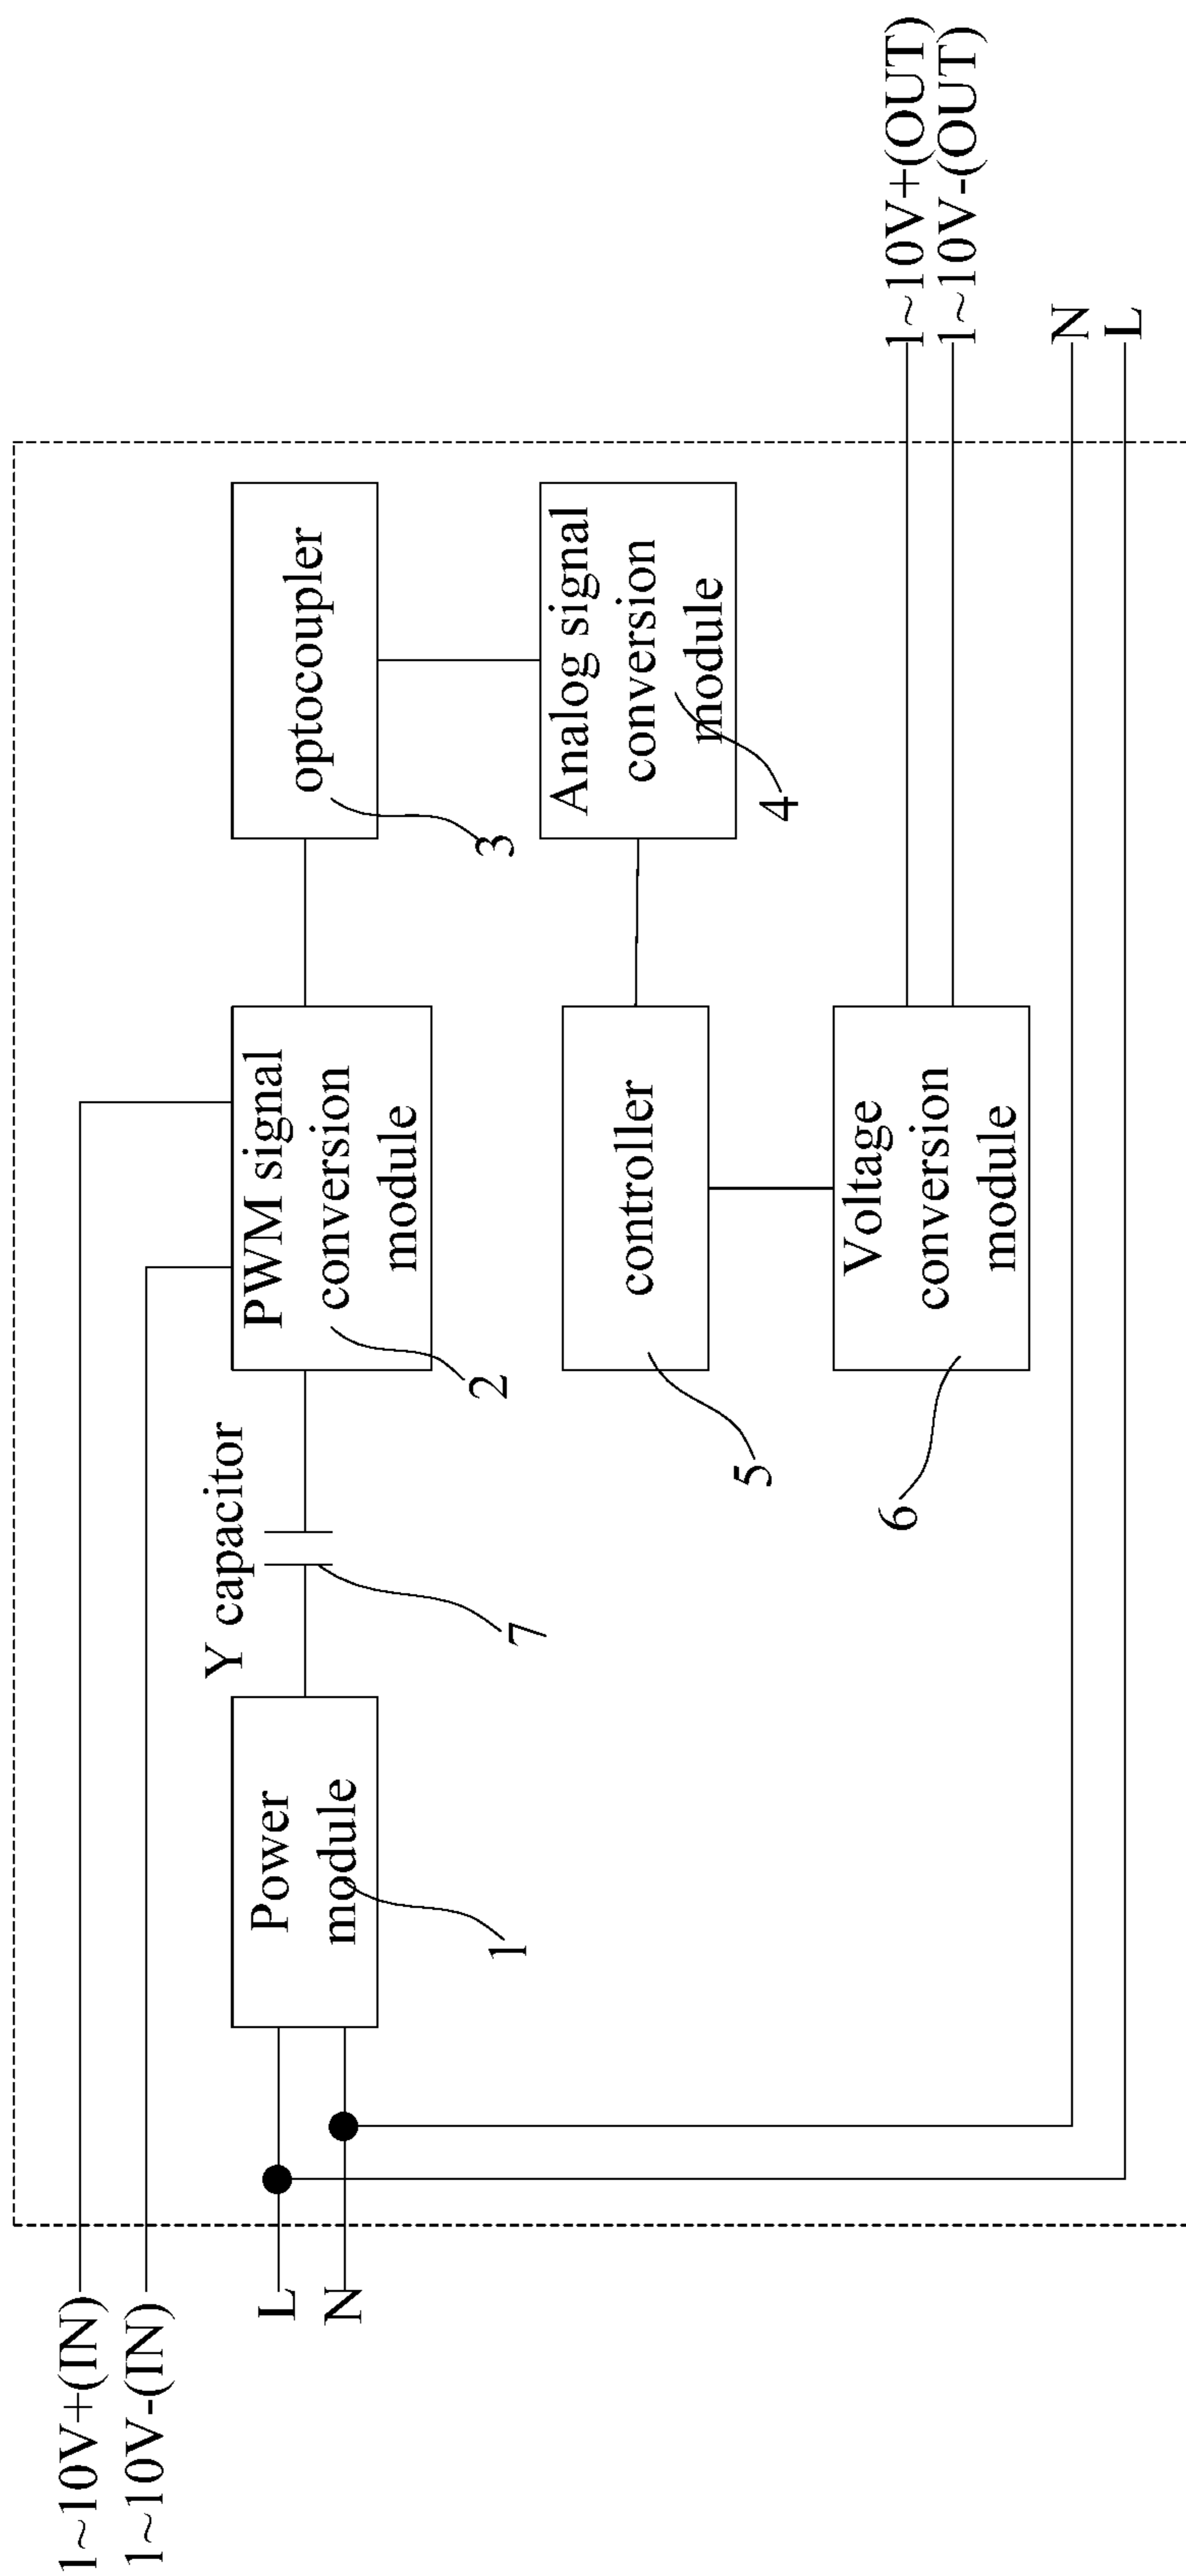 1~10V+(IN)
1~10V-(IN)
L
N
Y capacitor
Power
module
1
7
PWM signal
conversion
module
2
optocoupler
3
Analog signal
conversion
module
4
controller
5
Voltage
conversion
module
6
1~10V+(OUT)
1~10V-(OUT)
N
L